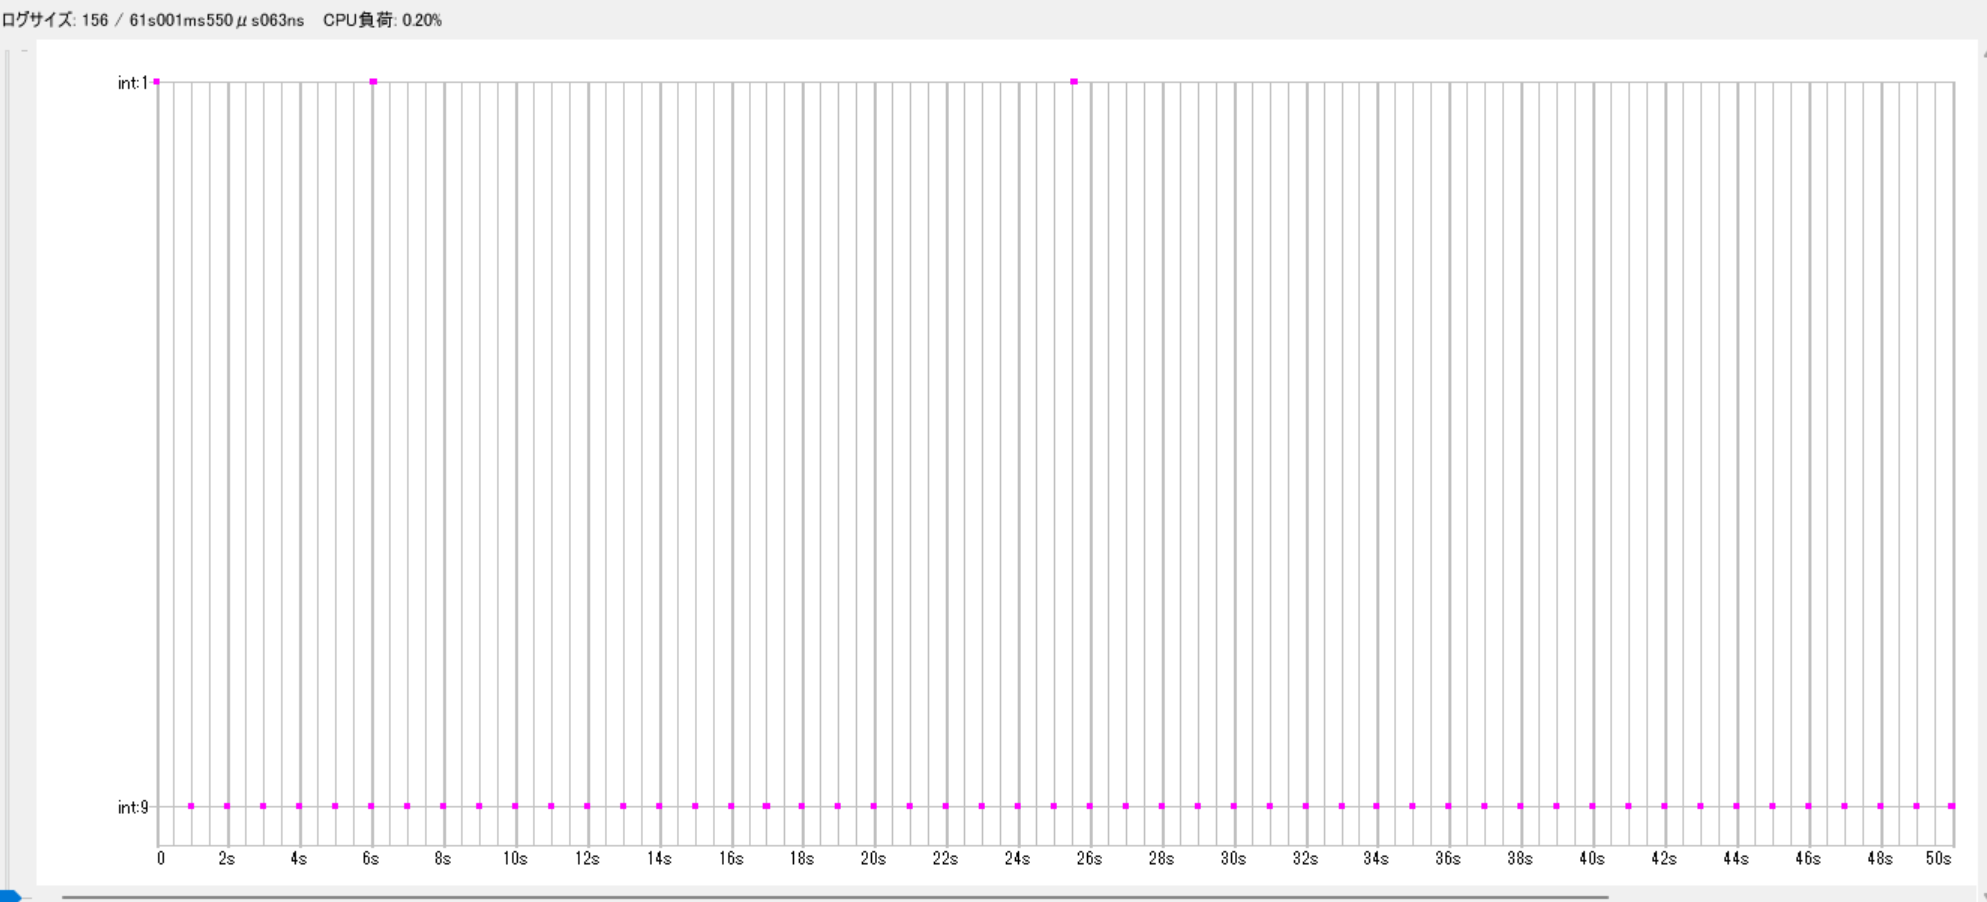 ログサイズ: 156 / 61s001ms550μs063ns CPU負荷: 0.20%
int:1
int:9
0 2s 4s 6s 8s 10s 12s 14s 16s 18s 20s 22s 24s 26s 28s 30s 32s 34s 36s 38s 40s 42s 44s 46s 48s 50s